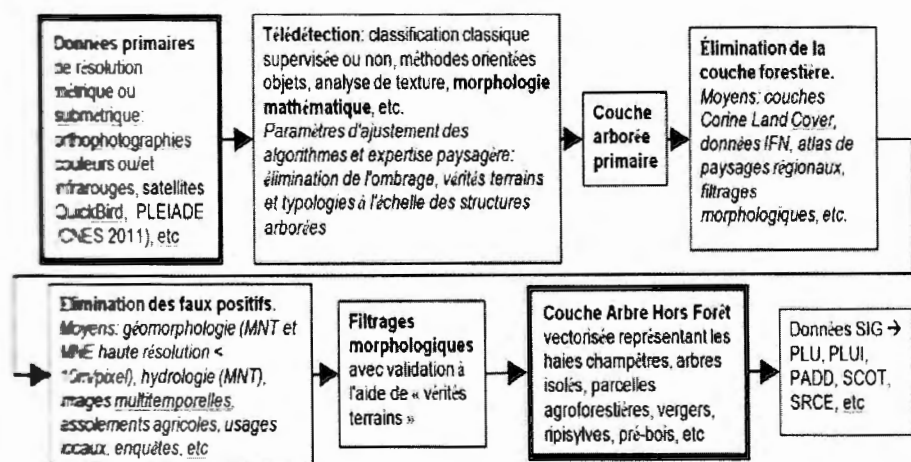 Données primaires
de résolution
métrique ou
submétrique:
orthophotographies
couleurs ou/et
infrarouges, satellites
QuickBird, PLEIADE
(CNES 2011), etc
Télédétection: classification classique
supervisée ou non, méthodes orientées
objets, analyse de texture, morphologie
mathématique, etc.
Paramètres d'ajustement des
algorithmes et expertise paysagère:
élimination de l'ombrage, vérités terrains
et typologies à l'échelle des structures
arborées
Couche
arborée
primaire
Élimination de la
couche forestière.
Moyens: couches
Corine Land Cover,
données IFN, atlas de
paysages régionaux,
filtrages
morphologiques, etc.
Elimination des faux positifs.
Moyens: géomorphologie (MNT et
MNE haute résolution <
10m/pixel), hydrologie (MNT),
images multitemporelles,
assolements agricoles, usages
locaux, enquêtes, etc
Filtrages
morphologiques
avec validation à
l'aide de « vérités
terrains »
Couche Arbre Hors Forêt
vectorisée représentant les
haies champêtres, arbres
isolés, parcelles
agroforestières, vergers,
ripisylves, pré-bois, etc
Données SIG →
PLU, PLUI,
PADD, SCOT,
SRCE, etc